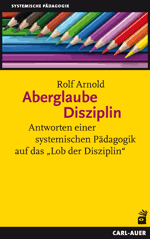 SYSTEMISCHE PÄDAGOGIK
Rolf Arnold
Aberglaube
Disziplin
Antworten einer
systemischen Pädagogik
auf das „Lob der Disziplin“
CARL-AUER